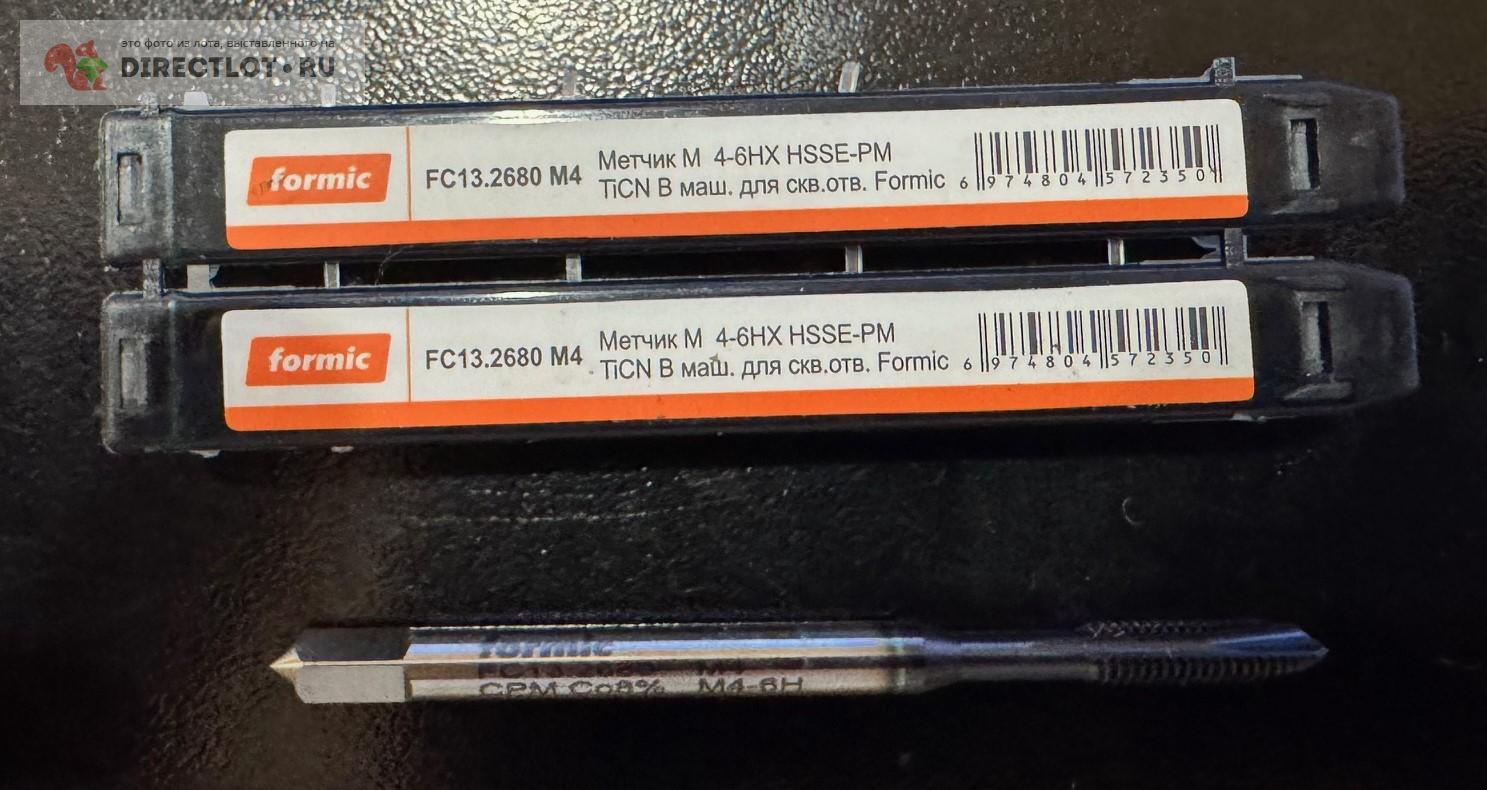 это фото из лота, выставленного на
DIRECTLOT.RU
formic
FC13.2680 M4
Метчик М 4-6HX HSSE-PM
TiCN B маш. для скв.отв. Formic
6 974804 572350
formic
FC13.2680 M4
Метчик М 4-6HX HSSE-PM
TiCN B маш. для скв.отв. Formic
6 974804 572350
formic
M4
CPM Co8% M4-6H